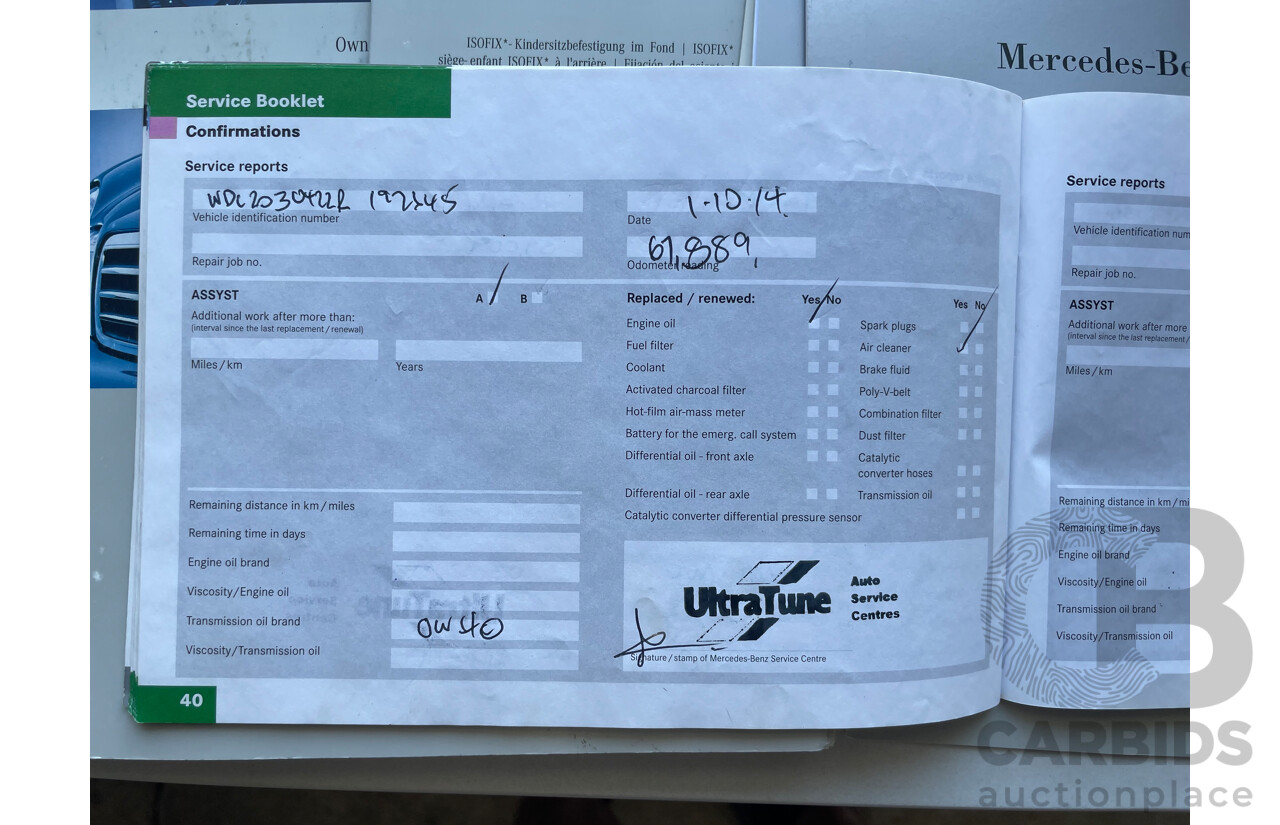 Own
ISOFIX*- Kindersitzbefestigung im Fond | ISOFIX*
siège- enfant ISOFIX* à l'arrière | Fijación del
Mercedes-Be
Service Booklet
Confirmations
Service reports
1·10·14
Vehicle identification number
Date
61,889,
Repair job no.
Odometer reading
ASSYST
A B
Additional work after more than:
(interval since the last replacement / renewal)
Miles / km
Years
Replaced / renewed:
Yes No
Yes No
Engine oil
Spark plugs
Fuel filter
Air cleaner
Coolant
Brake fluid
Activated charcoal filter
Poly-V-belt
Hot-film air-mass meter
Combination filter
Battery for the emerg. call system
Dust filter
Differential oil - front axle
Catalytic
converter hoses
Differential oil - rear axle
Transmission oil
Catalytic converter differential pressure sensor
Remaining distance in km / miles
Remaining time in days
Engine oil brand
Viscosity/Engine oil
Transmission oil brand
Viscosity/Transmission oil
UltraTune
Auto
Service
Centres
Signature / stamp of Mercedes-Benz Service Centre
40
Service reports
Vehicle identification num
Repair job no.
ASSYST
Additional work after more
(interval since the last replacement /
Miles / km
Remaining distance in km / mi
Remaining time in days
Engine oil brand
Viscosity/Engine oil
Transmission oil brand
Viscosity/Transmission oil
CB
CARBIDS
auctionplace